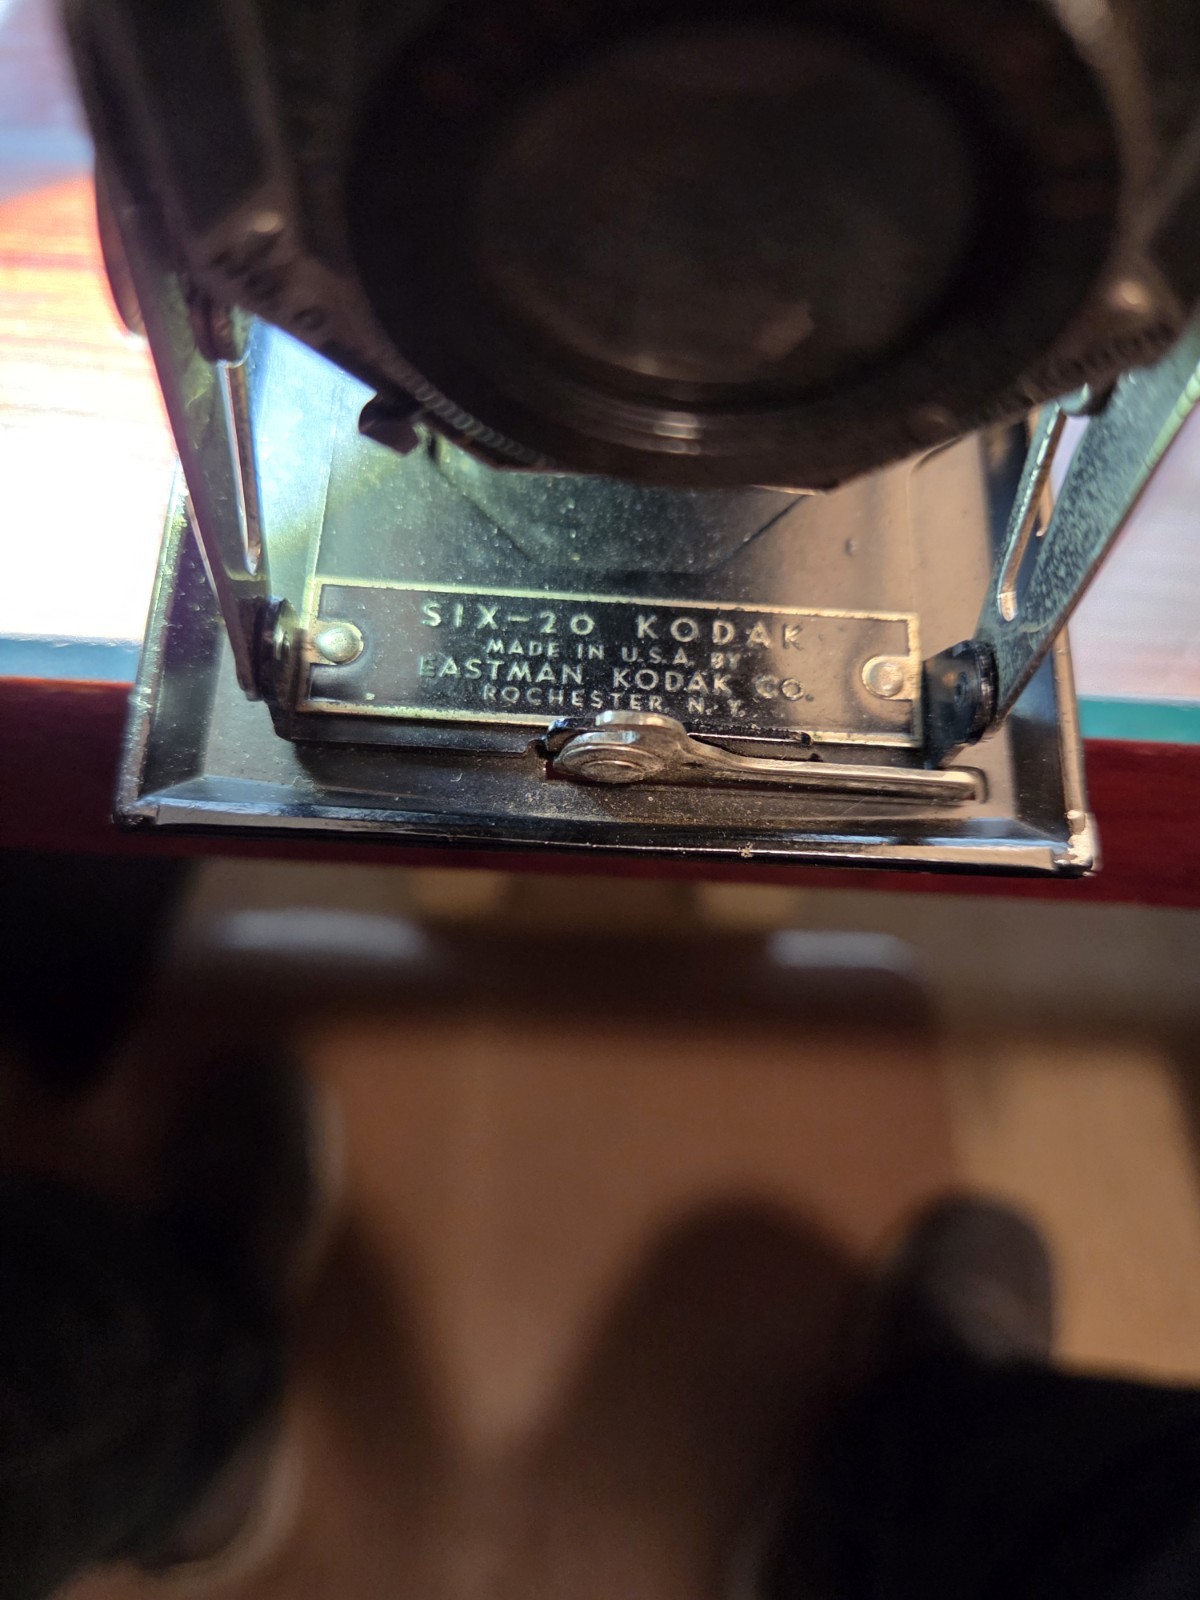 SIX-20 KODAK
MADE IN U.S.A. BY
EASTMAN KODAK CO.
ROCHESTER, N.Y.